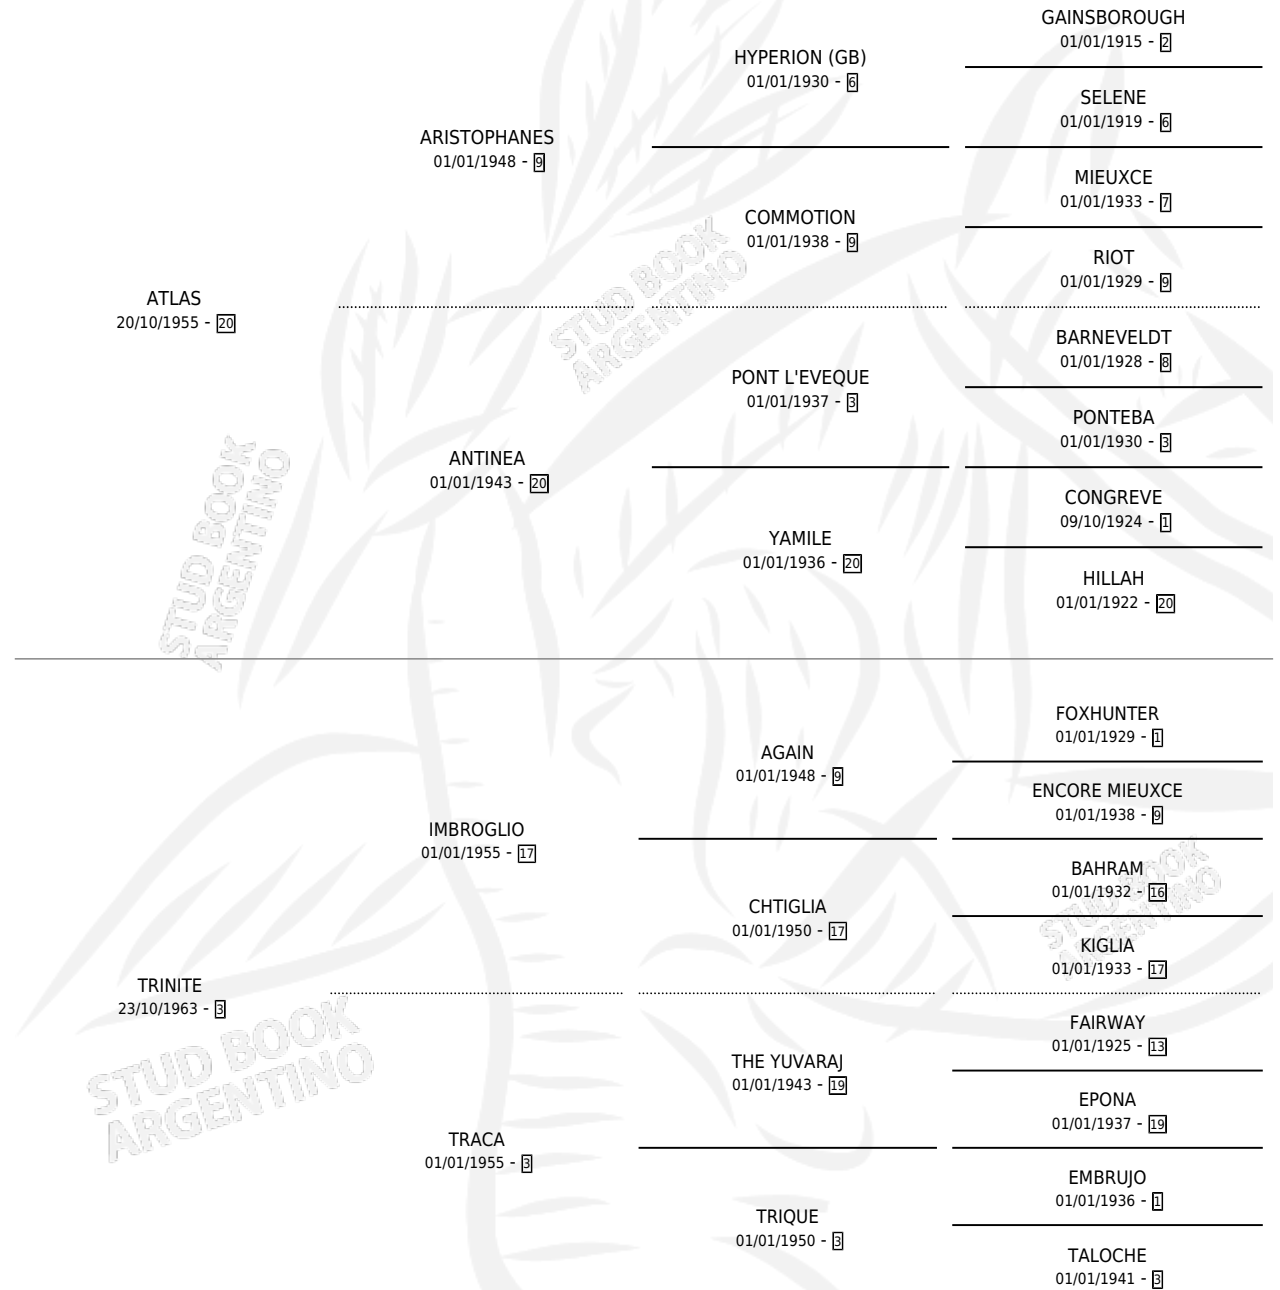 GAINSBOROUGH
01/01/1915 - 2
HYPERION (GB)
01/01/1930 - 6
SELENE
01/01/1919 - 6
ARISTOPHANES
01/01/1948 - 9
MIEUXCE
01/01/1933 - 7
COMMOTION
01/01/1938 - 9
RIOT
01/01/1929 - 9
ATLAS
20/10/1955 - 20
BARNEVELDT
01/01/1928 - 8
PONT L'EVEQUE
01/01/1937 - 3
PONTEBA
01/01/1930 - 3
ANTINEA
01/01/1943 - 20
CONGREVE
09/10/1924 - 1
YAMILE
01/01/1936 - 20
HILLAH
01/01/1922 - 20
STUD BOOK
ARGENTINO
STUD BOOK
ARGENTINO
FOXHUNTER
01/01/1929 - 1
AGAIN
01/01/1948 - 9
ENCORE MIEUXCE
01/01/1938 - 9
IMBROGLIO
01/01/1955 - 17
BAHRAM
01/01/1932 - 16
CHTIGLIA
01/01/1950 - 17
KIGLIA
01/01/1933 - 17
TRINITE
23/10/1963 - 3
FAIRWAY
01/01/1925 - 13
THE YUVARAJ
01/01/1943 - 19
EPONA
01/01/1937 - 19
TRACA
01/01/1955 - 3
EMBRUJO
01/01/1936 - 1
TRIQUE
01/01/1950 - 3
TALOCHE
01/01/1941 - 3
STUD BOOK
ARGENTINO
STUD BOOK
ARGENTINO